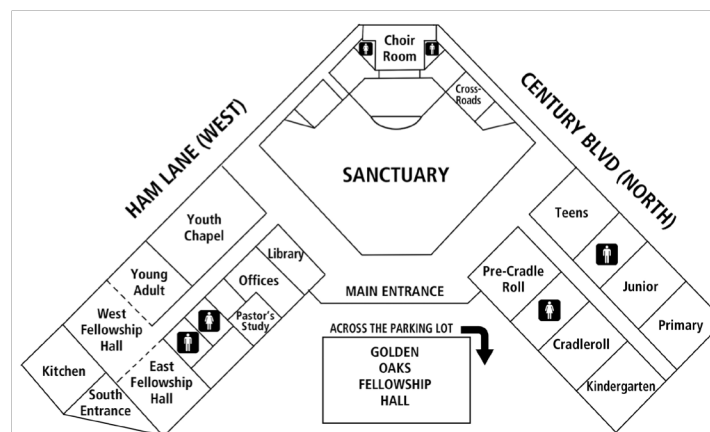 Choir
Room
Cross-
Roads
HAM LANE (WEST)
CENTURY BLVD (NORTH)
SANCTUARY
Youth
Chapel
Teens
Library
Young
Adult
Offices
Pre-Cradle
Roll
Junior
MAIN ENTRANCE
West
Fellowship
Hall
Pastor's
Study
Primary
ACROSS THE PARKING LOT
Cradleroll
GOLDEN
OAKS
FELLOWSHIP
HALL
Kitchen
East
Fellowship
Hall
South
Entrance
Kindergarten